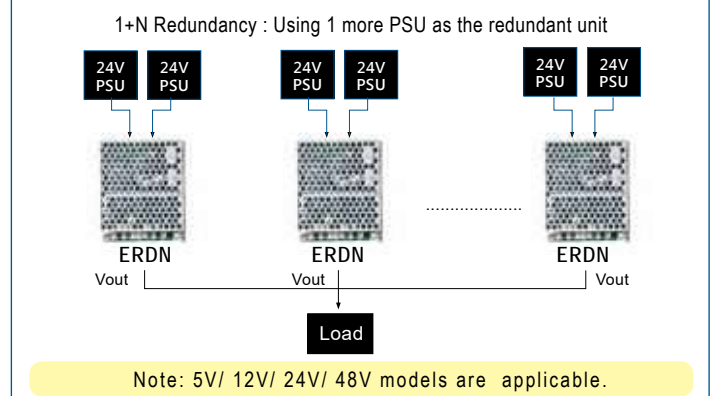 1+N Redundancy : Using 1 more PSU as the redundant unit
24V PSU
24V PSU
24V PSU
24V PSU
24V PSU
24V PSU
.....................
ERDN
ERDN
ERDN
Vout
Vout
Vout
Load
Note: 5V/ 12V/ 24V/ 48V models are applicable.